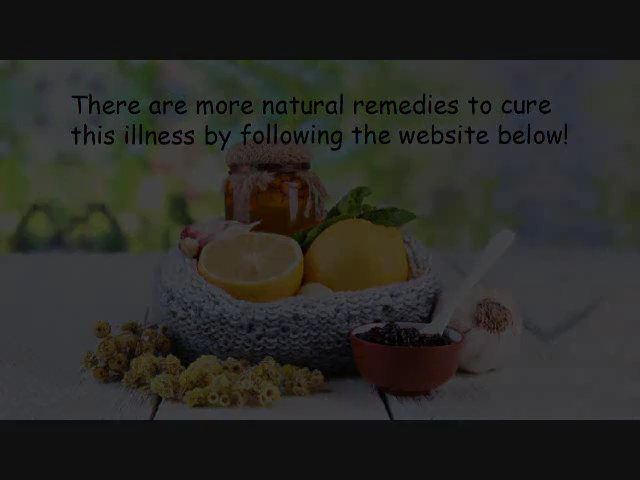 There are more natural remedies to cure
this illness by following the website below!